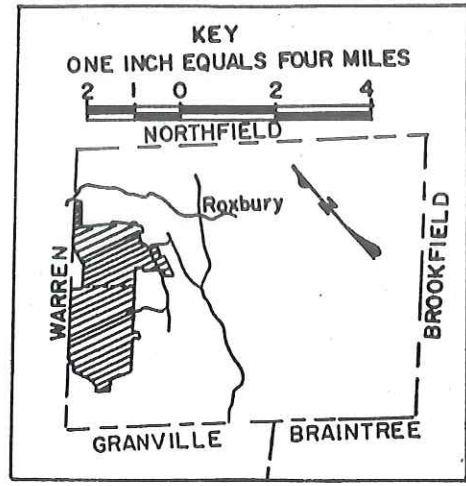 KEY
ONE INCH EQUALS FOUR MILES
2 1 0 2 4
NORTHFIELD
Roxbury
N
WARREN
BROOKFIELD
GRANVILLE
BRAINTREE